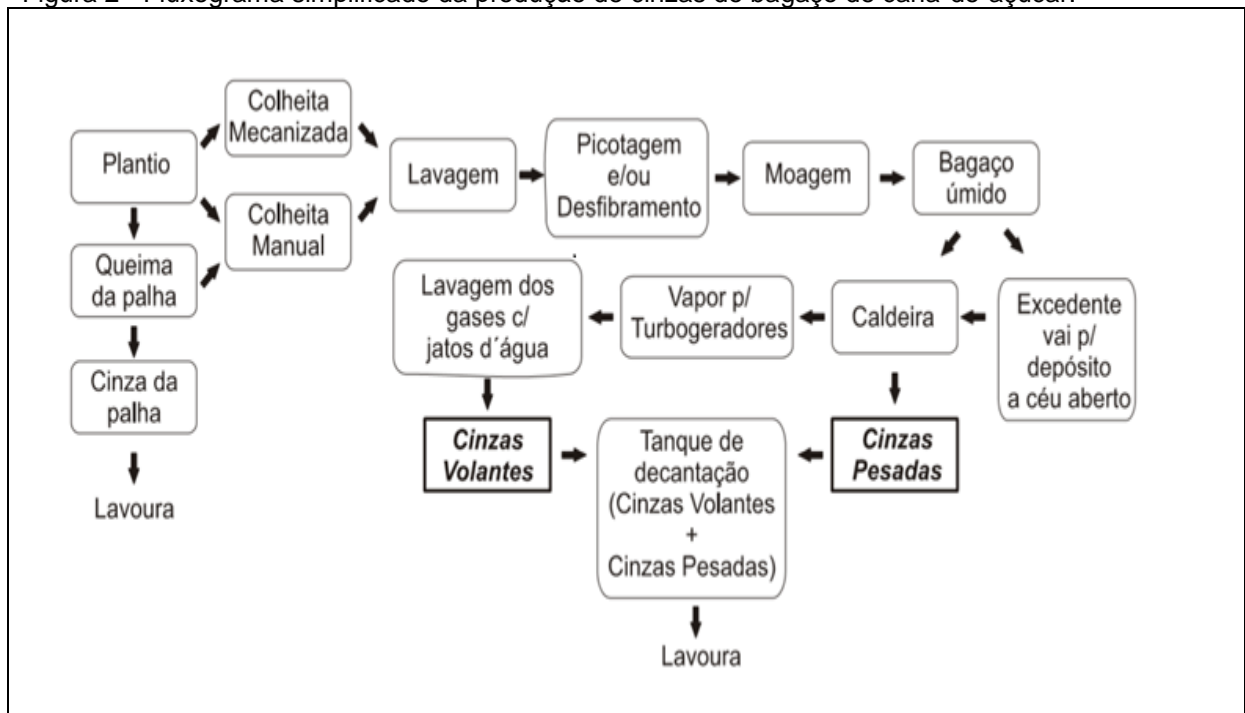 Figura 2 - Fluxograma simplificado da produção de cinzas do bagaço de cana-de-açúcar.
Plantio
Colheita
Mecanizada
Colheita
Manual
Queima
da palha
Cinza da
palha
Lavoura
Lavagem
Picotagem
e/ou
Desfibramento
Moagem
Bagaço
úmido
Excedente
vai p/
depósito
a céu aberto
Caldeira
Vapor p/
Turbogeradores
Lavagem dos
gases c/
jatos d´água
Cinzas
Volantes
Cinzas
Pesadas
Tanque de
decantação
(Cinzas Volantes
+
Cinzas Pesadas)
Lavoura